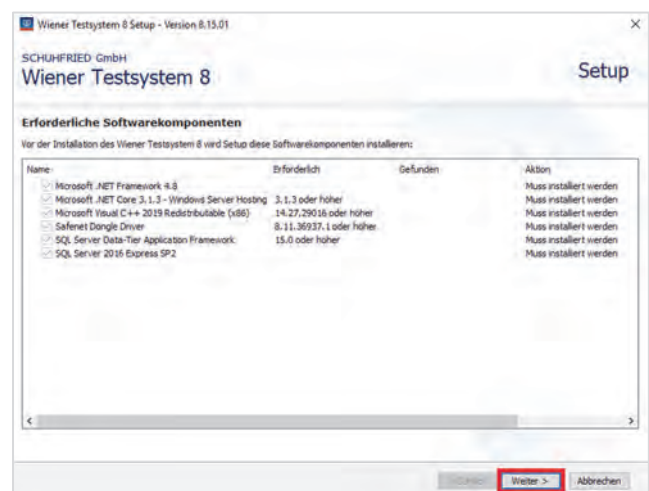 Wiener Testsystem 8 Setup - Version 8.15.01
SCHUHFRIED GmbH
Wiener Testsystem 8
Setup
Erforderliche Softwarekomponenten
Vor der Installation des Wiener Testsystem 8 wird Setup diese Softwarekomponenten installieren:
Name Erforderlich Gefunden Aktion
Microsoft .NET Framework 4.8 Muss installiert werden
Microsoft .NET Core 3.1.3 - Windows Server Hosting 3.1.3 oder höher Muss installiert werden
Microsoft Visual C++ 2019 Redistributable (x86) 14.27.29016 oder höher Muss installiert werden
Safenet Dongle Driver 8.11.36937.1 oder höher Muss installiert werden
SQL Server Data-Tier Application Framework 15.0 oder höher Muss installiert werden
SQL Server 2016 Express SP2 Muss installiert werden
Weiter > Abbrechen